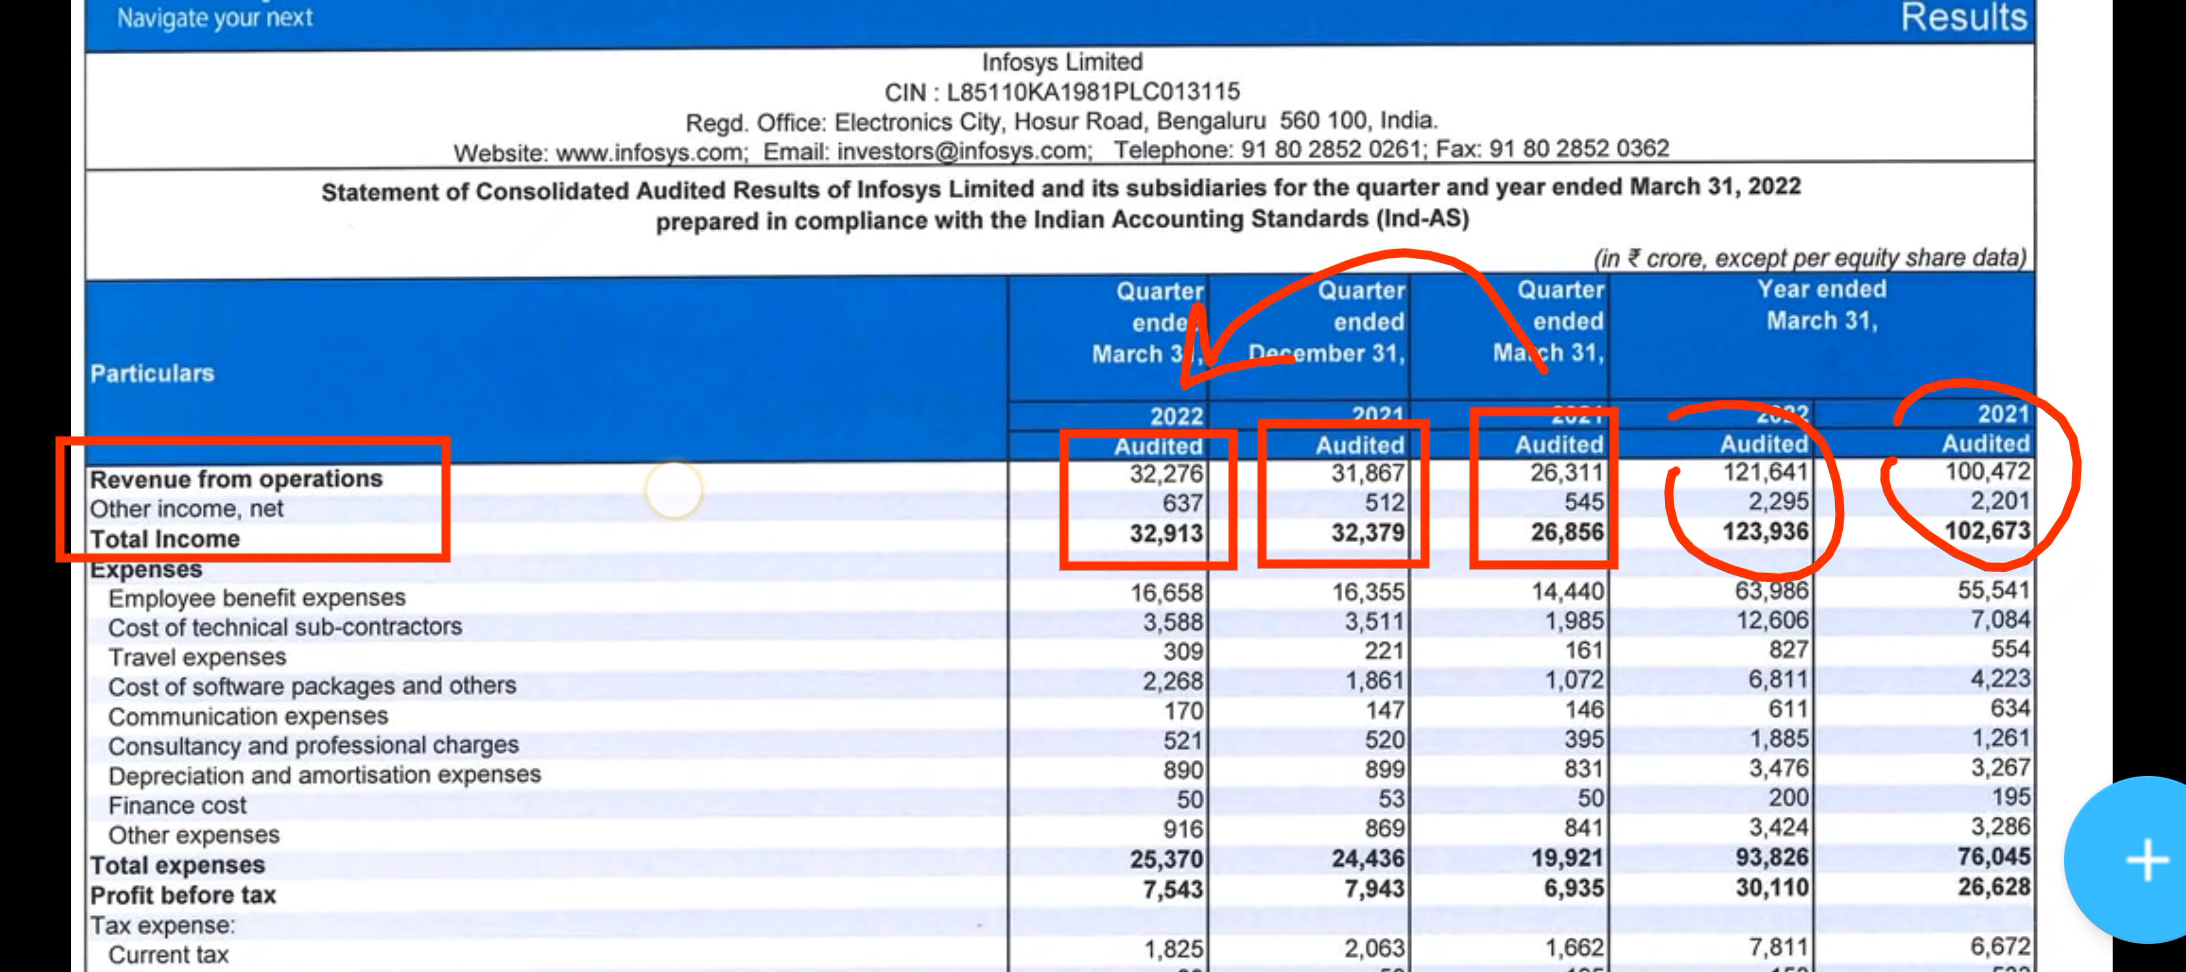 Navigate your next
Results
Infosys Limited
CIN : L85110KA1981PLC013115
Regd. Office: Electronics City, Hosur Road, Bengaluru 560 100, India.
Website: www.infosys.com; Email: investors@infosys.com; Telephone: 91 80 2852 0261; Fax: 91 80 2852 0362
Statement of Consolidated Audited Results of Infosys Limited and its subsidiaries for the quarter and year ended March 31, 2022
prepared in compliance with the Indian Accounting Standards (Ind-AS)
(in ₹ crore, except per equity share data)
Particulars
Quarter ended March 31, Quarter ended December 31, Quarter ended March 31, Year ended March 31,
2022 2021 2021 2022 2021
Audited Audited Audited Audited Audited
Revenue from operations 32,276 31,867 26,311 121,641 100,472
Other income, net 637 512 545 2,295 2,201
Total Income 32,913 32,379 26,856 123,936 102,673
Expenses
Employee benefit expenses 16,658 16,355 14,440 63,986 55,541
Cost of technical sub-contractors 3,588 3,511 1,985 12,606 7,084
Travel expenses 309 221 161 827 554
Cost of software packages and others 2,268 1,861 1,072 6,811 4,223
Communication expenses 170 147 146 611 634
Consultancy and professional charges 521 520 395 1,885 1,261
Depreciation and amortisation expenses 890 899 831 3,476 3,267
Finance cost 50 53 50 200 195
Other expenses 916 869 841 3,424 3,286
Total expenses 25,370 24,436 19,921 93,826 76,045
Profit before tax 7,543 7,943 6,935 30,110 26,628
Tax expense:
Current tax 1,825 2,063 1,662 7,811 6,672